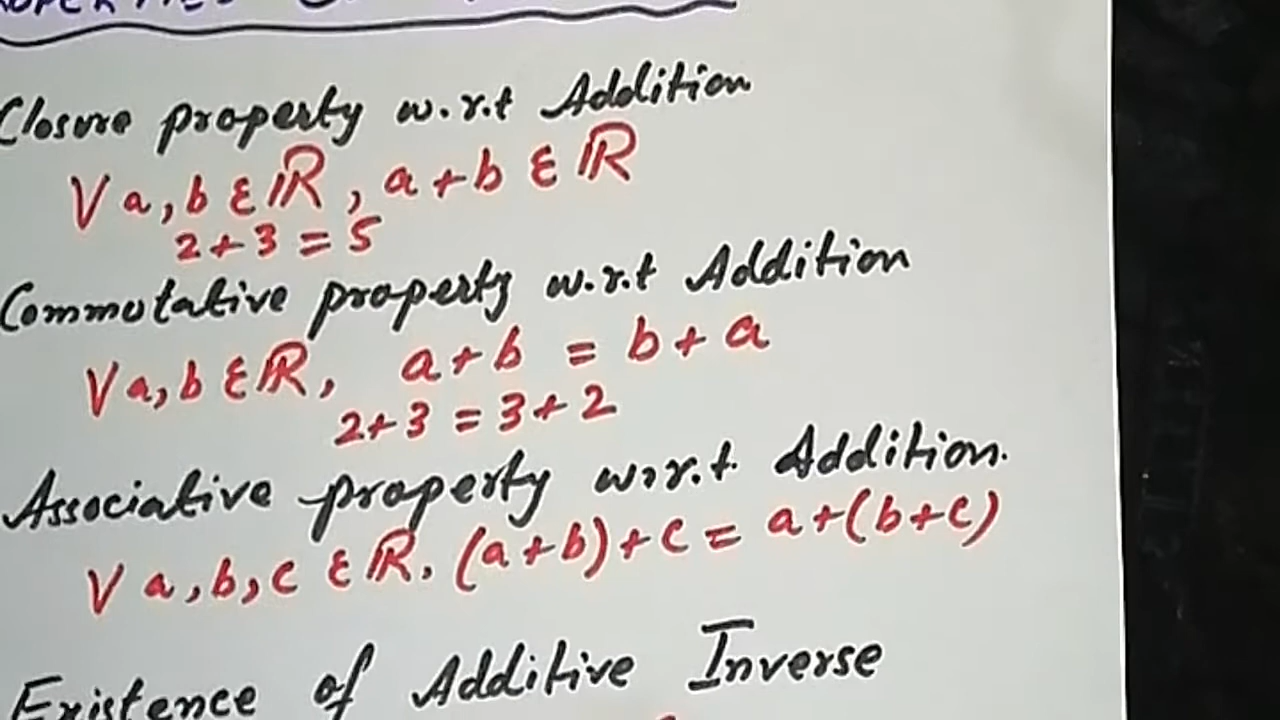 Closure property w.r.t Addition
∀ a, b ∈ ℝ, a + b ∈ ℝ
2 + 3 = 5
Commutative property w.r.t Addition
∀ a, b ∈ ℝ, a + b = b + a
2 + 3 = 3 + 2
Associative property w.r.t. Addition.
∀ a, b, c ∈ ℝ. (a + b) + c = a + (b + c)
Existence of Additive Inverse